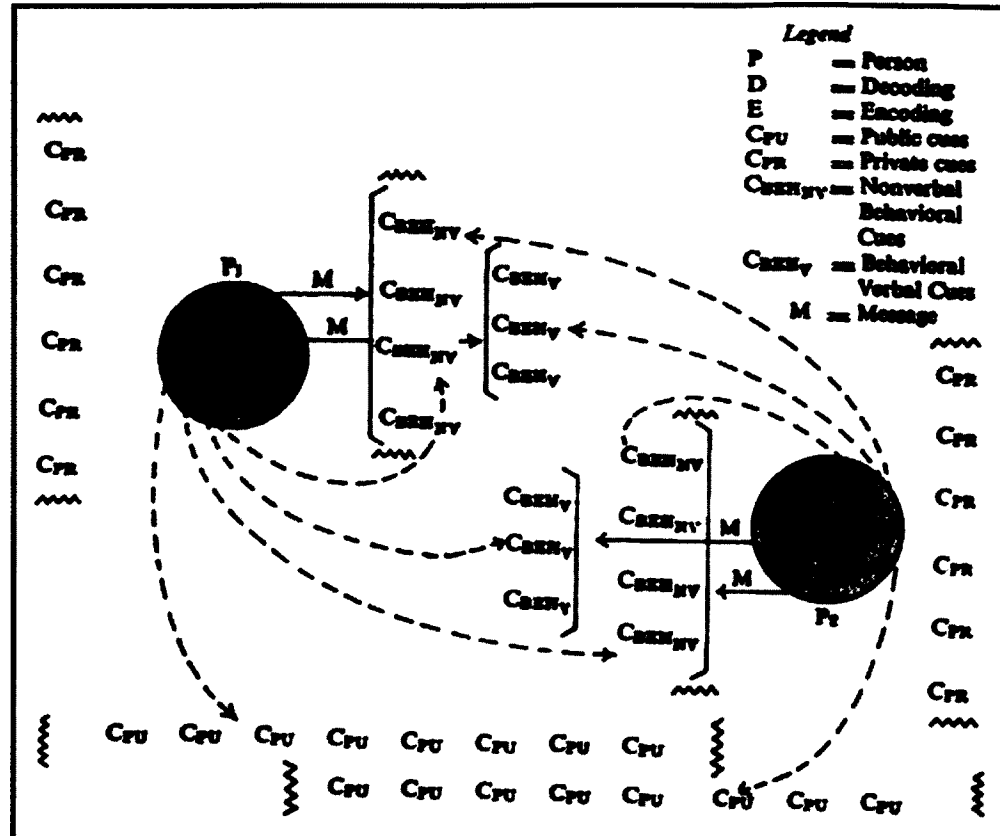 Legend
P = Person
D = Decoding
E = Encoding
CPU = Public cues
CPR = Private cues
CBEHNV = Nonverbal
Behavioral
Cues
CBEHV = Behavioral
Verbal Cues
M = Message
CPR
CPR
CPR
CPR
CPR
CPR
P1
M
M
CBEHNV
CBEHNV
CBEHNV
CBEHNV
CBEHV
CBEHV
CBEHV
CBEHV
CBEHV
CBEHV
CBEHNV
CBEHNV
CBEHNV
CBEHNV
M
M
P2
CPR
CPR
CPR
CPR
CPR
CPR
CPU CPU CPU CPU CPU CPU CPU CPU
CPU CPU CPU CPU CPU CPU CPU CPU